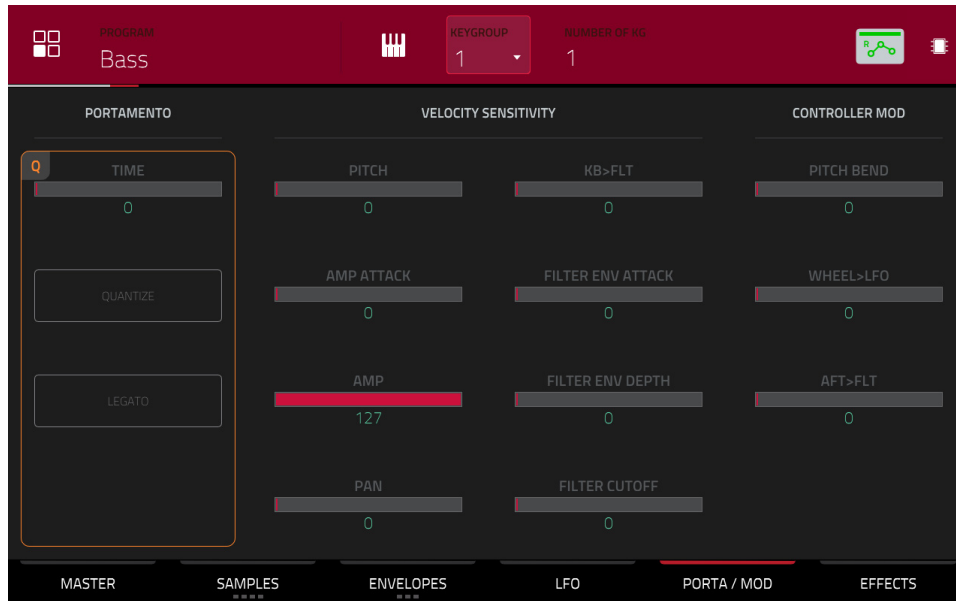 PROGRAM
Bass
KEYGROUP
1
NUMBER OF KG
1
R
PORTAMENTO
VELOCITY SENSITIVITY
CONTROLLER MOD
Q
TIME
0
QUANTIZE
LEGATO
PITCH
0
KB>FLT
0
AMP ATTACK
0
FILTER ENV ATTACK
0
AMP
127
FILTER ENV DEPTH
0
PAN
0
FILTER CUTOFF
0
PITCH BEND
0
WHEEL>LFO
0
AFT>FLT
0
MASTER
SAMPLES
ENVELOPES
LFO
PORTA / MOD
EFFECTS